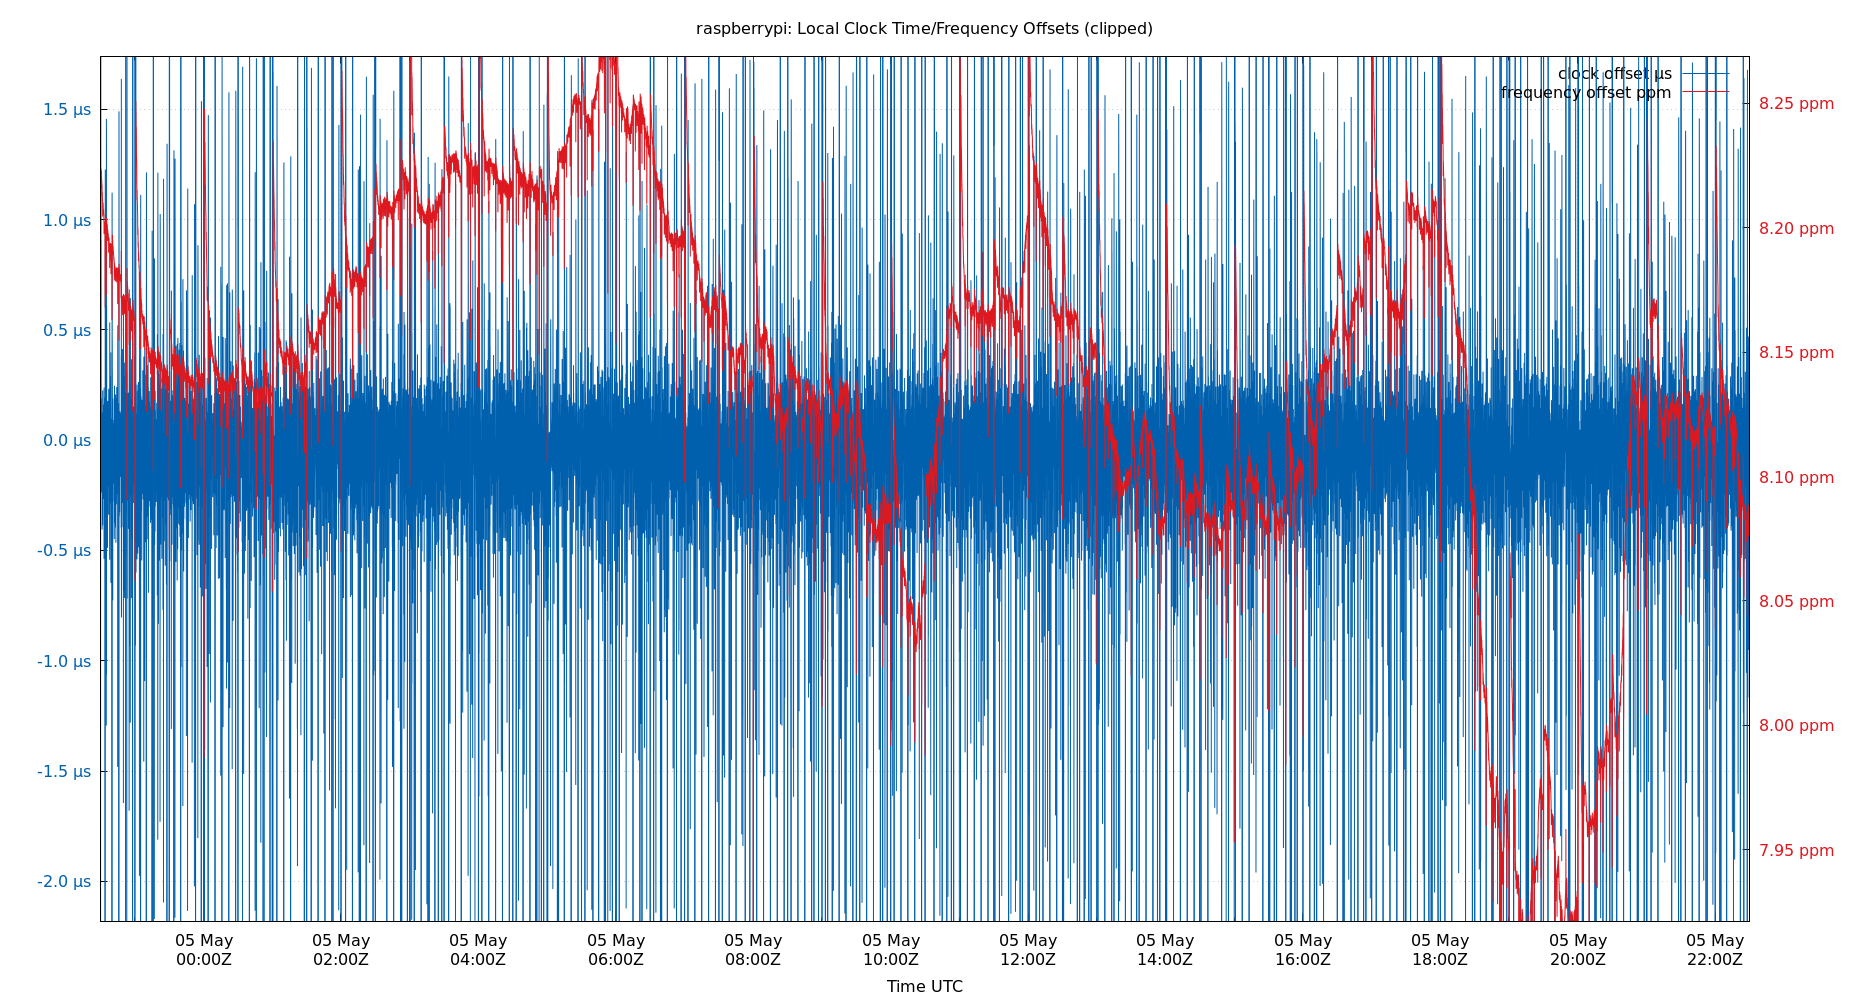 raspberrypi: Local Clock Time/Frequency Offsets (clipped)
clock offset µs
frequency offset ppm
1.5 µs
1.0 µs
0.5 µs
0.0 µs
-0.5 µs
-1.0 µs
-1.5 µs
-2.0 µs
8.25 ppm
8.20 ppm
8.15 ppm
8.10 ppm
8.05 ppm
8.00 ppm
7.95 ppm
05 May 05 May 05 May 05 May 05 May 05 May 05 May 05 May 05 May 05 May 05 May 05 May
00:00Z 02:00Z 04:00Z 06:00Z 08:00Z 10:00Z 12:00Z 14:00Z 16:00Z 18:00Z 20:00Z 22:00Z
Time UTC